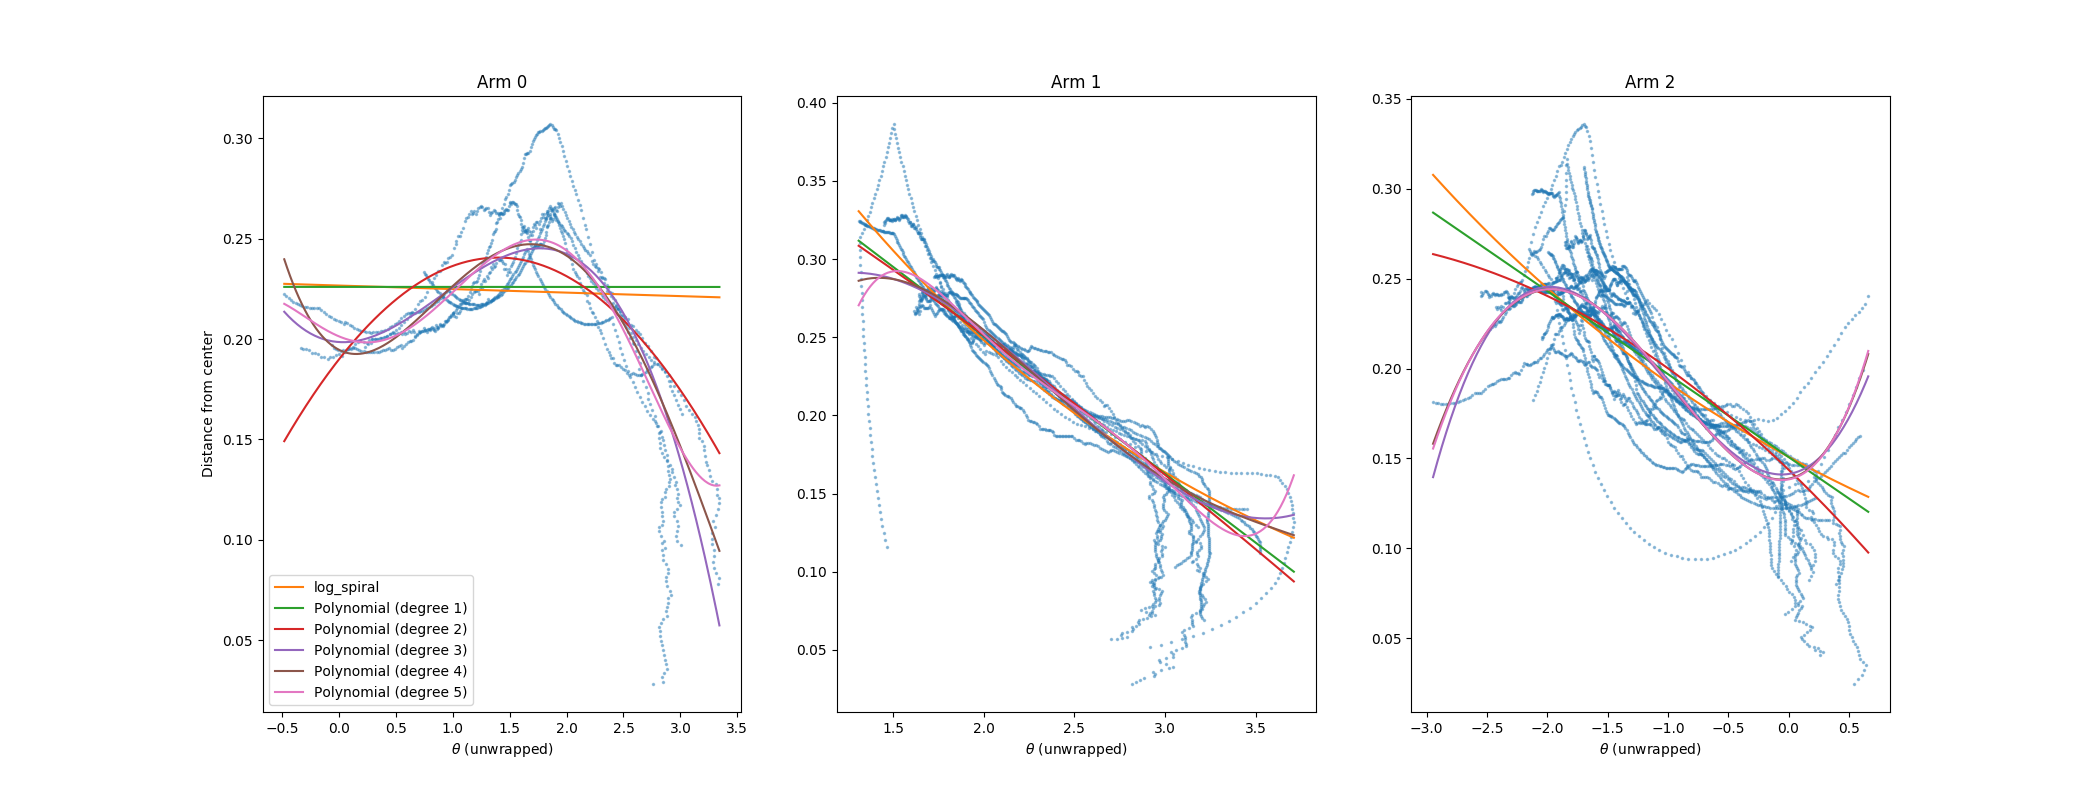 Arm 0
Arm 1
Arm 2
Distance from center
0.30
0.25
0.20
0.15
0.10
0.05
log_spiral
Polynomial (degree 1)
Polynomial (degree 2)
Polynomial (degree 3)
Polynomial (degree 4)
Polynomial (degree 5)
−0.5 0.0 0.5 1.0 1.5 2.0 2.5 3.0 3.5
θ (unwrapped)
0.40
0.35
0.30
0.25
0.20
0.15
0.10
0.05
1.5 2.0 2.5 3.0 3.5
θ (unwrapped)
0.35
0.30
0.25
0.20
0.15
0.10
0.05
−3.0 −2.5 −2.0 −1.5 −1.0 −0.5 0.0 0.5
θ (unwrapped)